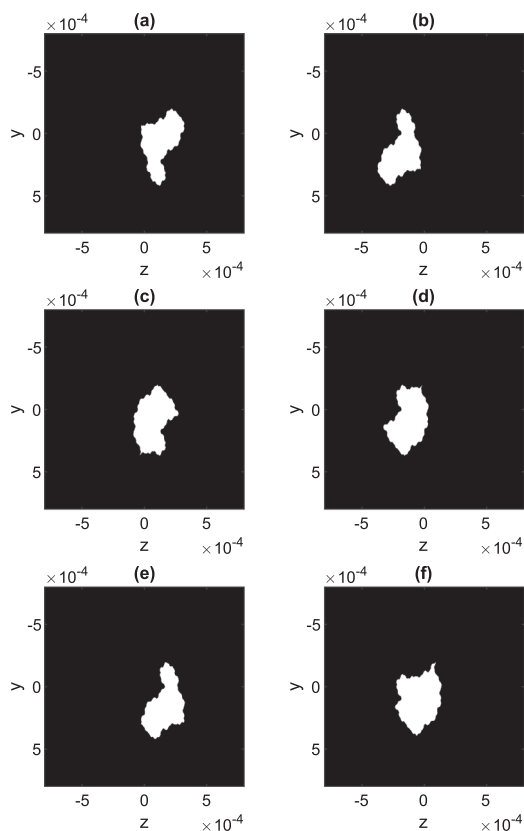 ×10⁻⁴ (a) ×10⁻⁴ (b)
-5 -5
y 0 y 0
5 5
-5 0 5 -5 0 5
z ×10⁻⁴ z ×10⁻⁴
×10⁻⁴ (c) ×10⁻⁴ (d)
-5 -5
y 0 y 0
5 5
-5 0 5 -5 0 5
z ×10⁻⁴ z ×10⁻⁴
×10⁻⁴ (e) ×10⁻⁴ (f)
-5 -5
y 0 y 0
5 5
-5 0 5 -5 0 5
z ×10⁻⁴ z ×10⁻⁴